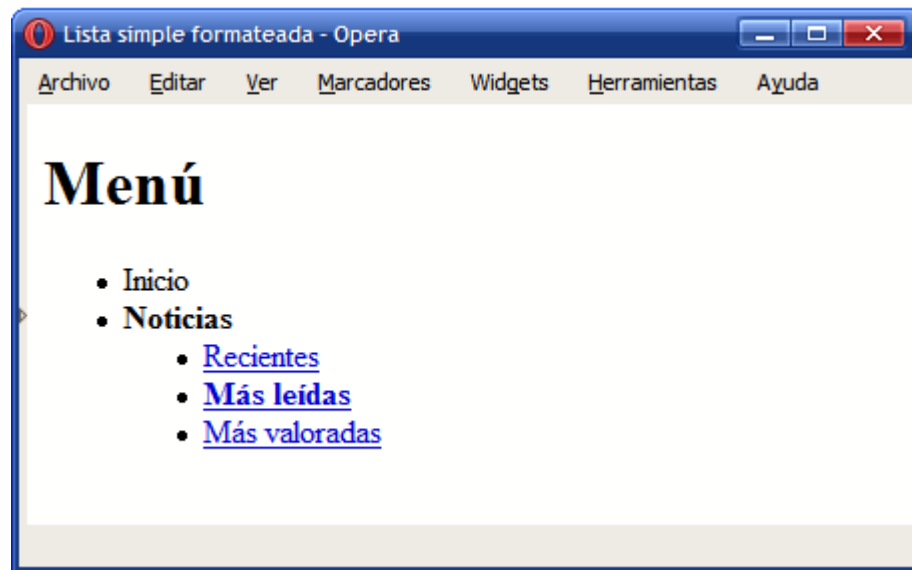 Lista simple formateada - Opera
Archivo Editar Ver Marcadores Widgets Herramientas Ayuda
Menú
Inicio
Noticias
Recientes
Más leídas
Más valoradas